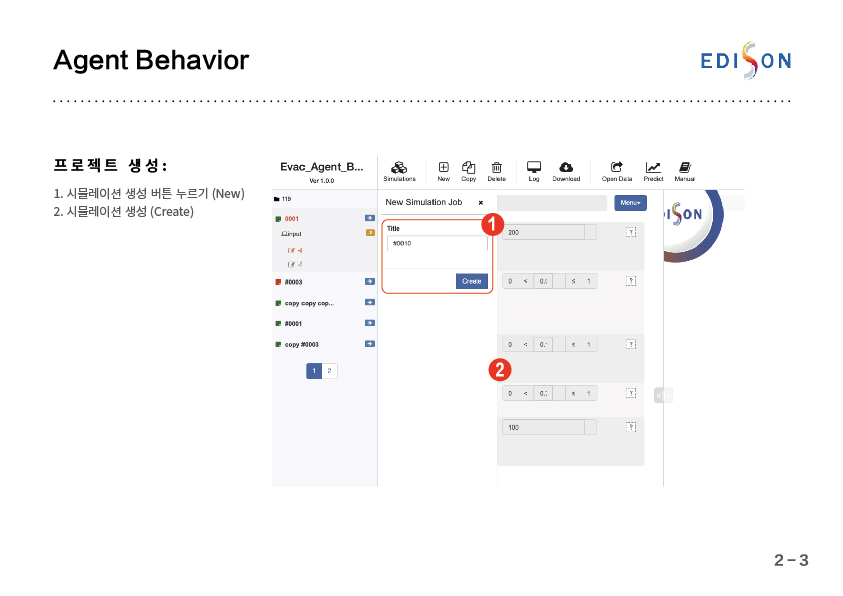 Agent Behavior
EDISON
프로젝트 생성:
1. 시뮬레이션 생성 버튼 누르기 (New)
2. 시뮬레이션 생성 (Create)
Evac_Agent_B...
Ver 1.0.0
Simulations
New
Copy
Delete
Log
Download
Open Data
Predict
Manual
119
0001
input
#0003
copy copy cop...
#0001
copy #0003
1 2
New Simulation Job
Title
#0010
Create
1
Menu
200
0 < 0.( ≤ 1
0 < ≤ 1
2
0 < ≤ 1
100
ISON
2-3